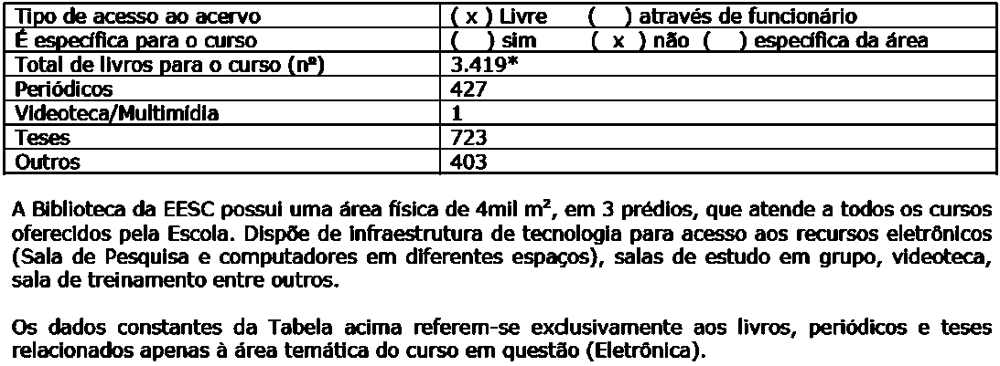 Tipo de acesso ao acervo ( x ) Livre ( ) através de funcionário
É específica para o curso ( ) sim ( x ) não ( ) específica da área
Total de livros para o curso (nº) 3.419*
Periódicos 427
Videoteca/Multimídia 1
Teses 723
Outros 403
A Biblioteca da EESC possui uma área física de 4mil m², em 3 prédios, que atende a todos os cursos
oferecidos pela Escola. Dispõe de infraestrutura de tecnologia para acesso aos recursos eletrônicos
(Sala de Pesquisa e computadores em diferentes espaços), salas de estudo em grupo, videoteca,
sala de treinamento entre outros.
Os dados constantes da Tabela acima referem-se exclusivamente aos livros, periódicos e teses
relacionados apenas à área temática do curso em questão (Eletrônica).